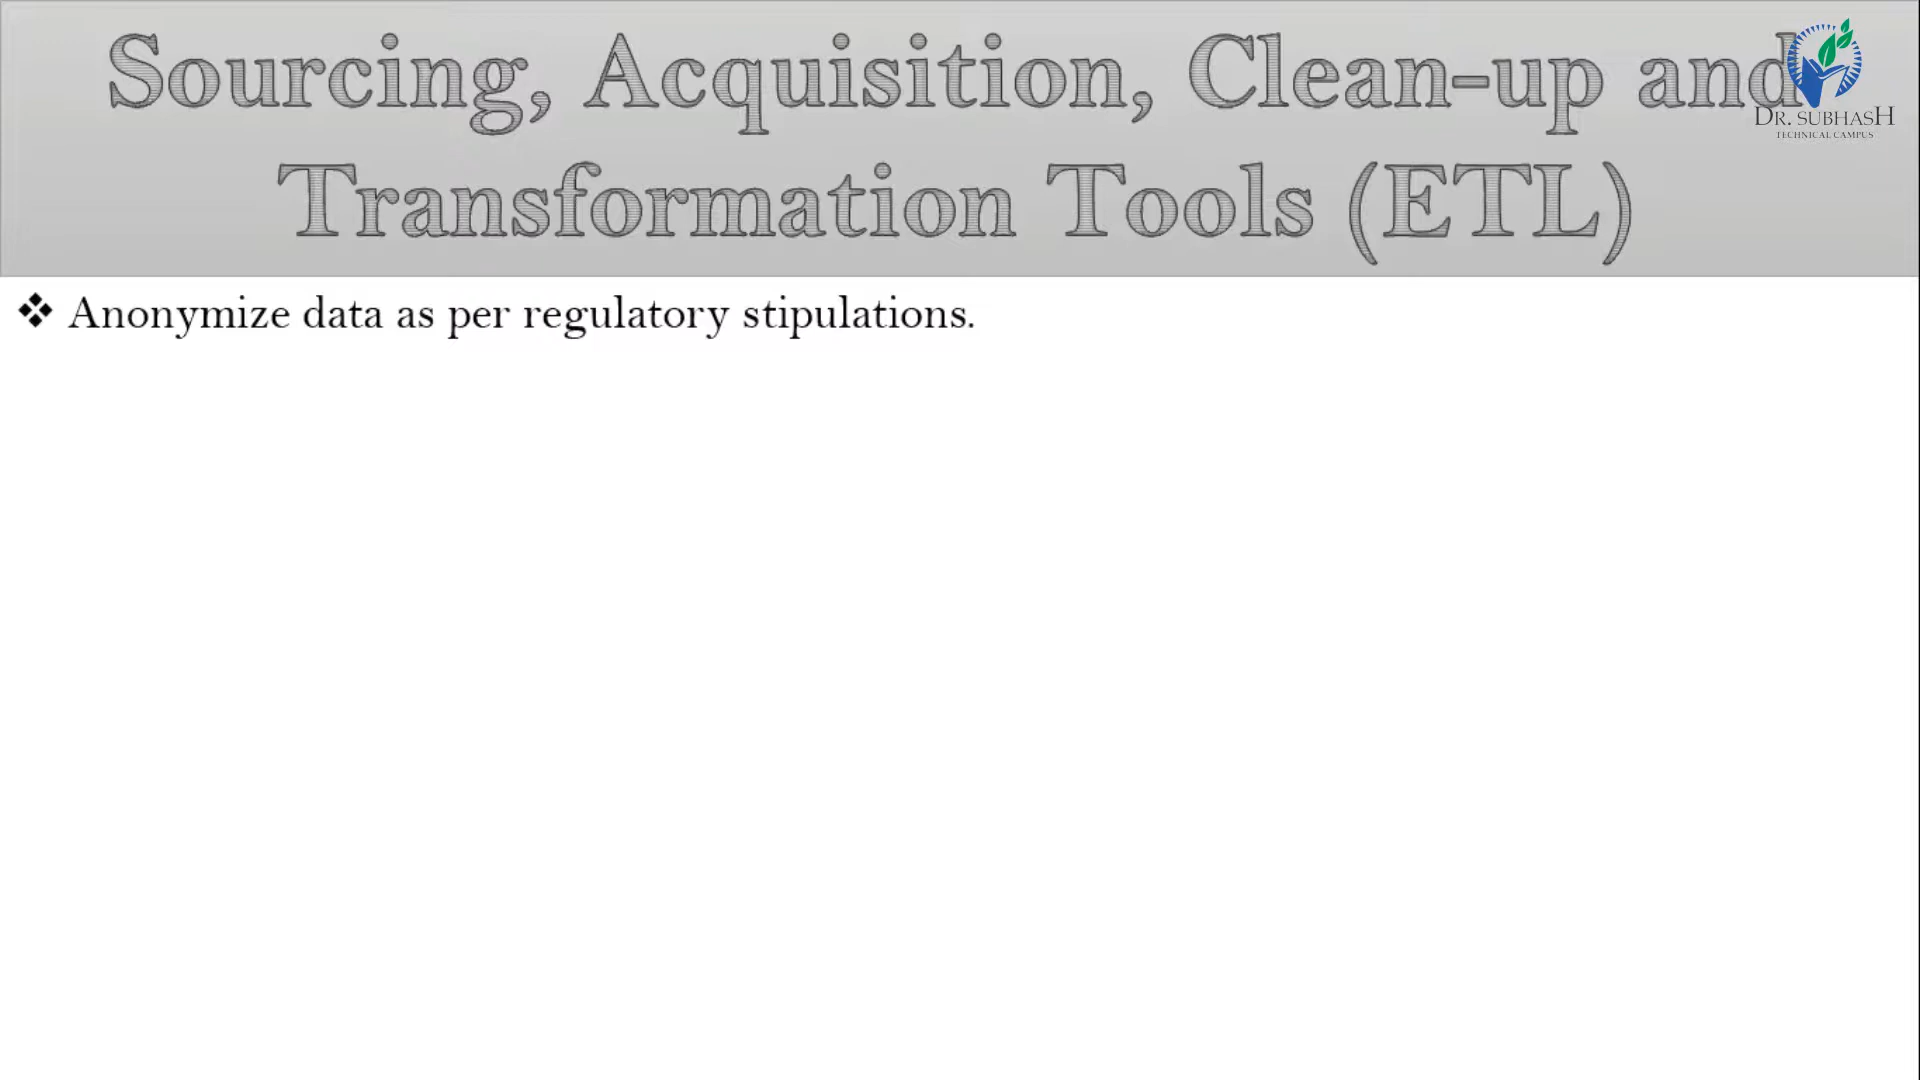 Sourcing, Acquisition, Clean-up and
Transformation Tools (ETL)
DR. SUBHASH
TECHNICAL CAMPUS
❖ Anonymize data as per regulatory stipulations.